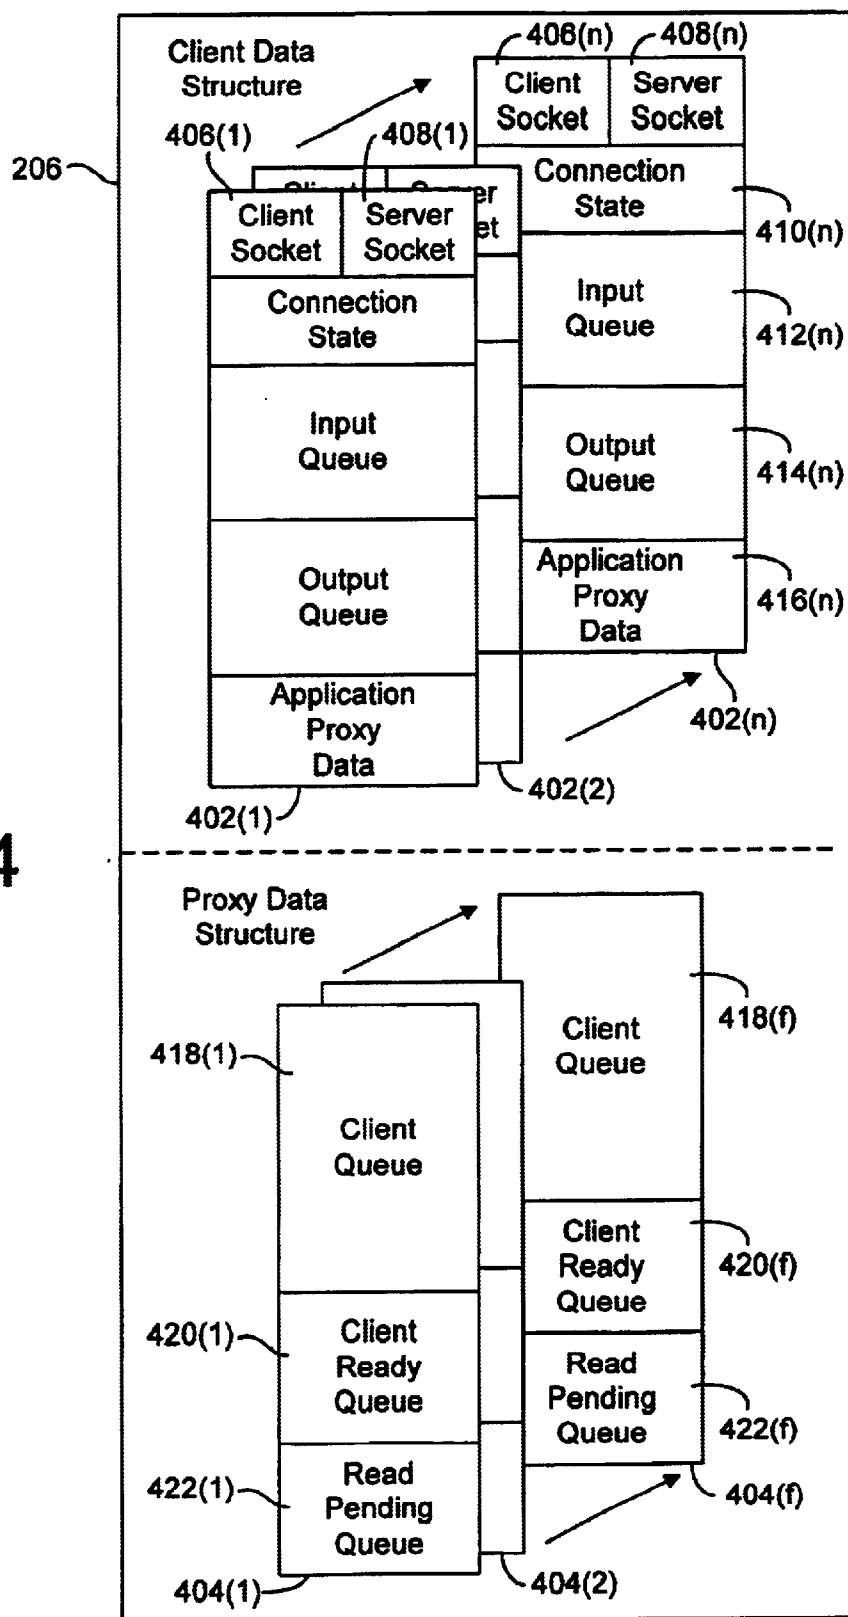 Client Data
Structure
406(n)
408(n)
Client
Socket
Server
Socket
406(1)
408(1)
206
Connection
State
410(n)
Client
Socket
Server
Socket
Input
Queue
412(n)
Connection
State
Input
Queue
Output
Queue
414(n)
Output
Queue
Application
Proxy
Data
416(n)
Application
Proxy
Data
402(n)
402(2)
402(1)
4
Proxy Data
Structure
418(f)
418(1)
Client
Queue
Client
Queue
Client
Ready
Queue
420(f)
420(1)
Client
Ready
Queue
Read
Pending
Queue
422(f)
422(1)
Read
Pending
Queue
404(f)
404(1)
404(2)